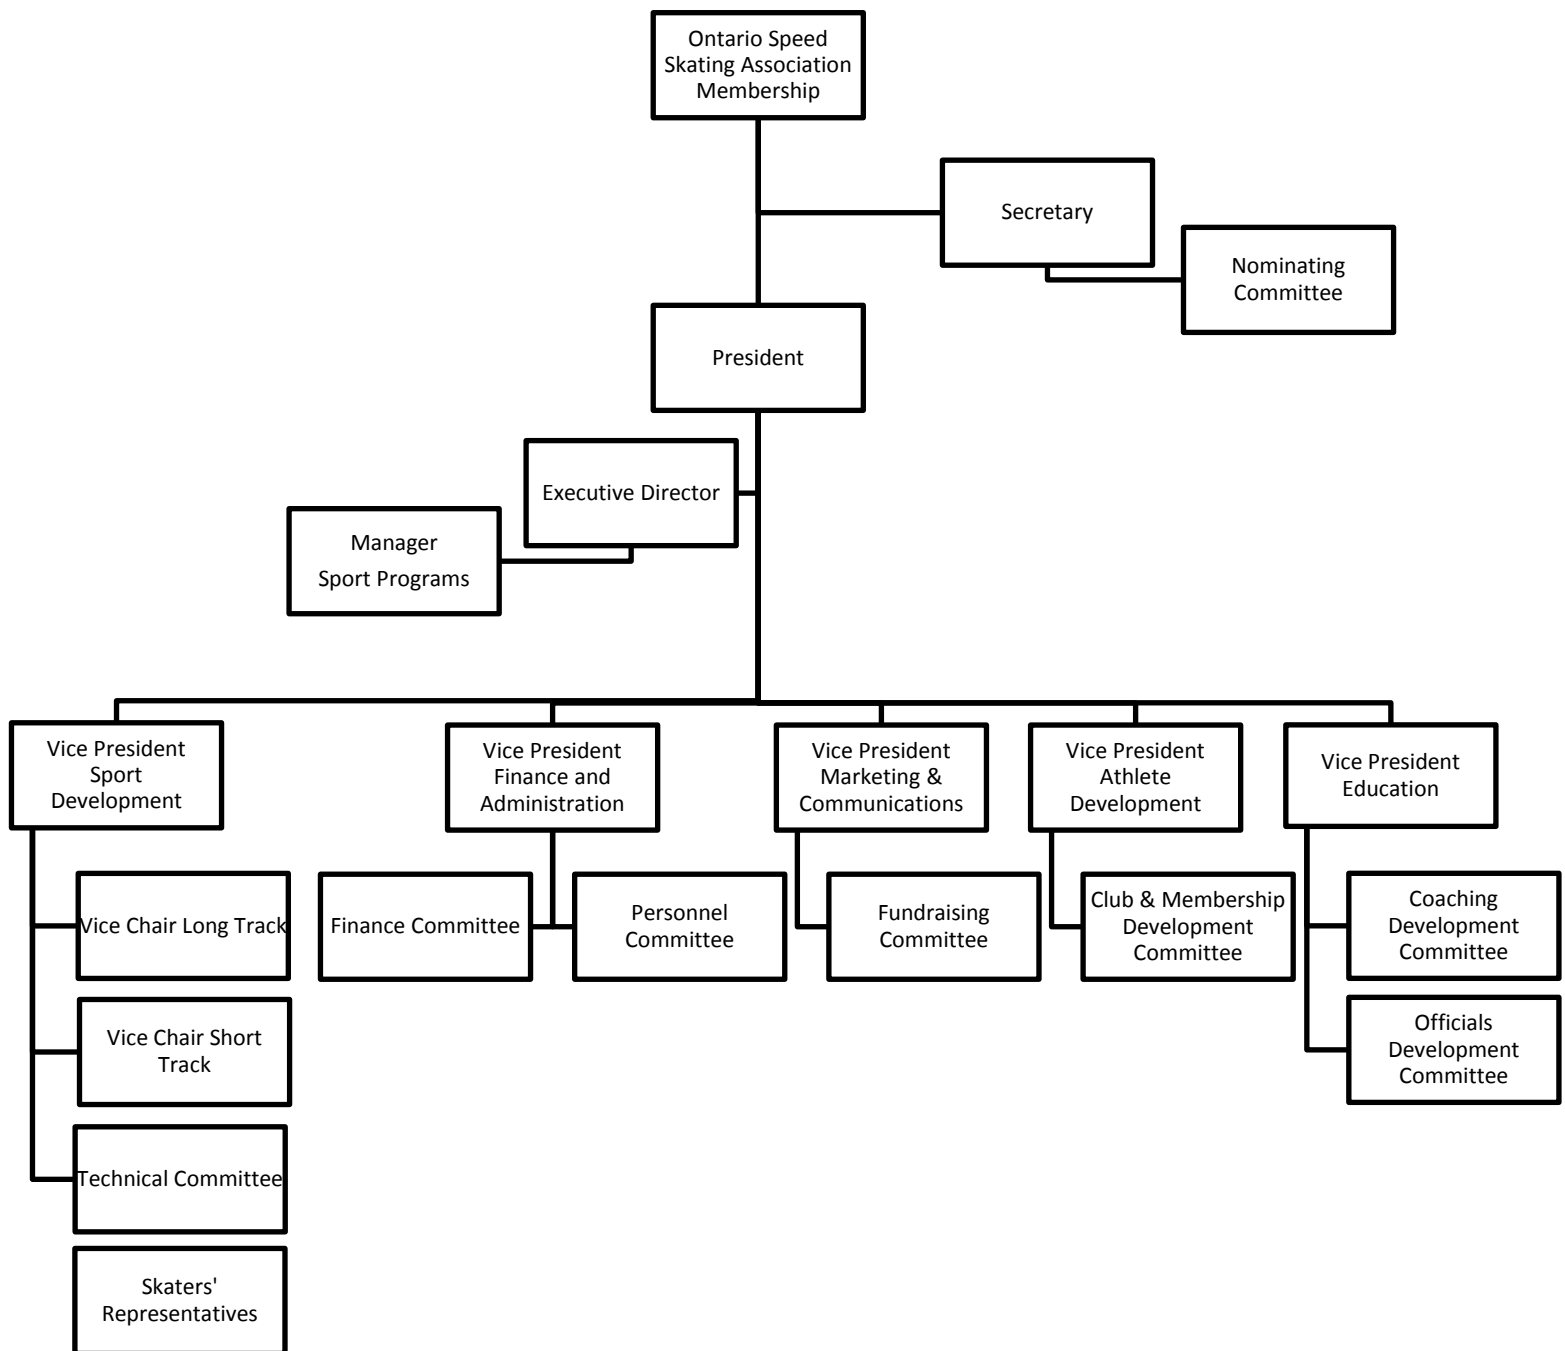 Ontario Speed
Skating Association
Membership
Secretary
Nominating
Committee
President
Executive Director
Manager
Sport Programs
Vice President
Sport
Development
Vice President
Finance and
Administration
Vice President
Marketing &
Communications
Vice President
Athlete
Development
Vice President
Education
Vice Chair Long Track
Finance Committee
Personnel
Committee
Fundraising
Committee
Club & Membership
Development
Committee
Coaching
Development
Committee
Vice Chair Short
Track
Officials
Development
Committee
Technical Committee
Skaters'
Representatives